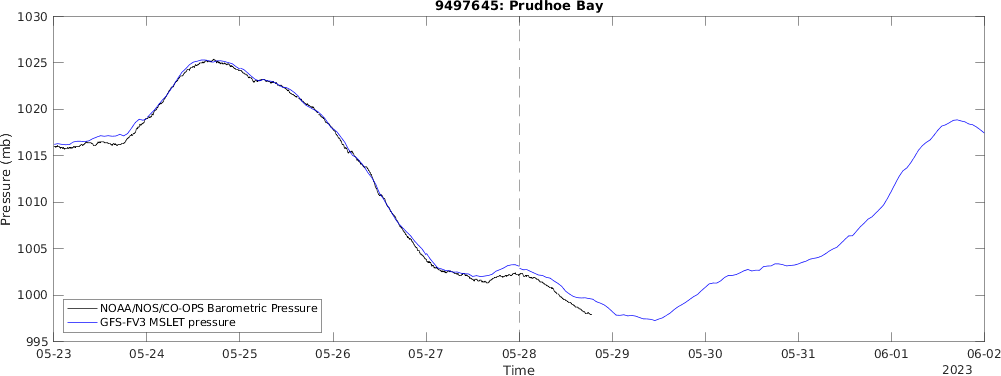 9497645: Prudhoe Bay
1030
1025
1020
1015
1010
1005
1000
995
Pressure (mb)
NOAA/NOS/CO-OPS Barometric Pressure
GFS-FV3 MSLET pressure
05-23 05-24 05-25 05-26 05-27 05-28 05-29 05-30 05-31 06-01 06-02
Time
2023